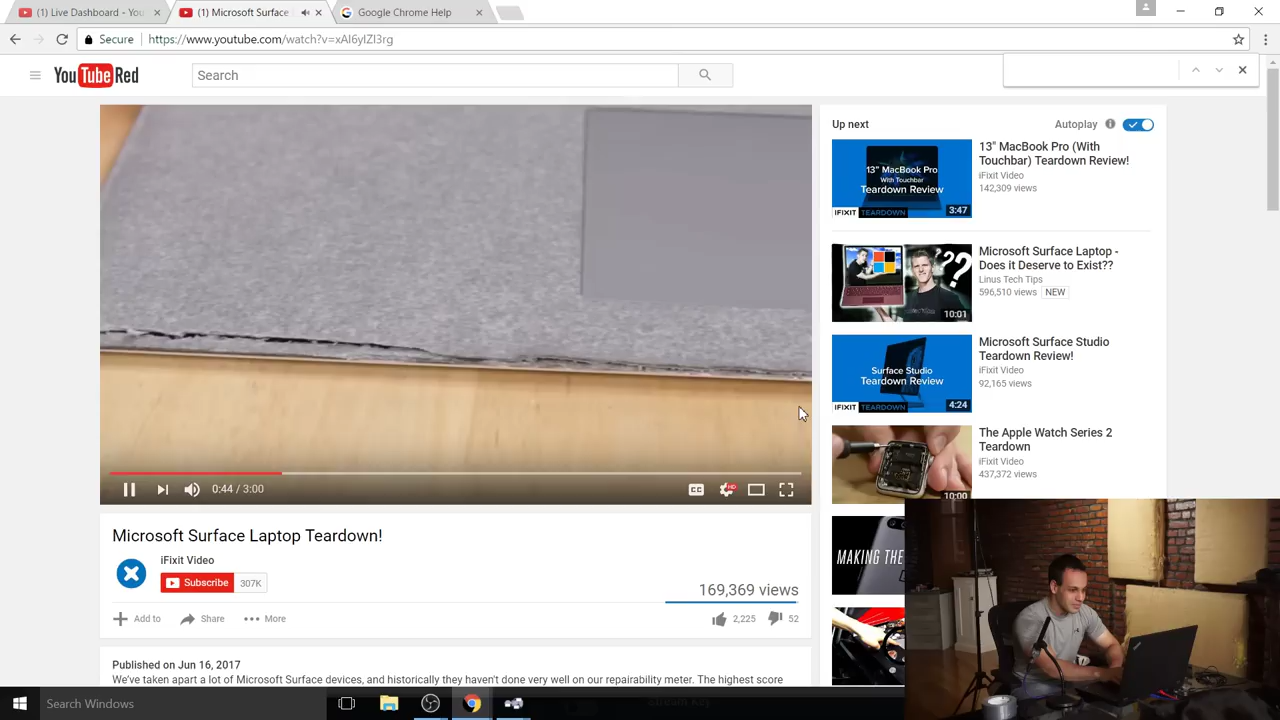 (1) Live Dashboard - You
(1) Microsoft Surface
Google Chrome Help
Secure
https://www.youtube.com/watch?v=xAI6yIZI3rg
YouTube Red
Search
Up next
Autoplay
13" MacBook Pro
With Touchbar
Teardown Review
IFIXIT TEARDOWN
3:47
13" MacBook Pro (With
Touchbar) Teardown Review!
iFixit Video
142,309 views
??
10:01
Microsoft Surface Laptop -
Does it Deserve to Exist??
Linus Tech Tips
596,510 views NEW
Surface Studio
Teardown Review
IFIXIT TEARDOWN
4:24
Microsoft Surface Studio
Teardown Review!
iFixit Video
92,165 views
10:00
The Apple Watch Series 2
Teardown
iFixit Video
437,372 views
MAKING THE
0:44 / 3:00
CC
HD
Microsoft Surface Laptop Teardown!
iFixit Video
Subscribe 307K
169,369 views
Add to
Share
More
2,225
52
Published on Jun 16, 2017
We've taken apart a lot of Microsoft Surface devices, and historically they haven't done very well on our repairability meter. The highest score
Search Windows
Stream Key